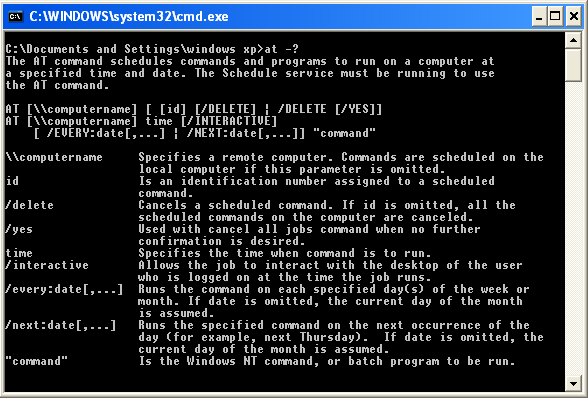 C:\WINDOWS\system32\cmd.exe
C:\Documents and Settings\windows xp>at -?
The AT command schedules commands and programs to run on a computer at
a specified time and date. The Schedule service must be running to use
the AT command.
AT [\\computername] [ [id] [/DELETE] | /DELETE [/YES]]
AT [\\computername] time [/INTERACTIVE]
    [ /EVERY:date[,...] | /NEXT:date[,...]] "command"
\\computername     Specifies a remote computer. Commands are scheduled on the
                   local computer if this parameter is omitted.
id                 Is an identification number assigned to a scheduled
                   command.
/delete            Cancels a scheduled command. If id is omitted, all the
                   scheduled commands on the computer are canceled.
/yes               Used with cancel all jobs command when no further
                   confirmation is desired.
time               Specifies the time when command is to run.
/interactive       Allows the job to interact with the desktop of the user
                   who is logged on at the time the job runs.
/every:date[,...]  Runs the command on each specified day(s) of the week or
                   month. If date is omitted, the current day of the month
                   is assumed.
/next:date[,...]   Runs the specified command on the next occurrence of the
                   day (for example, next Thursday).  If date is omitted, the
                   current day of the month is assumed.
"command"          Is the Windows NT command, or batch program to be run.